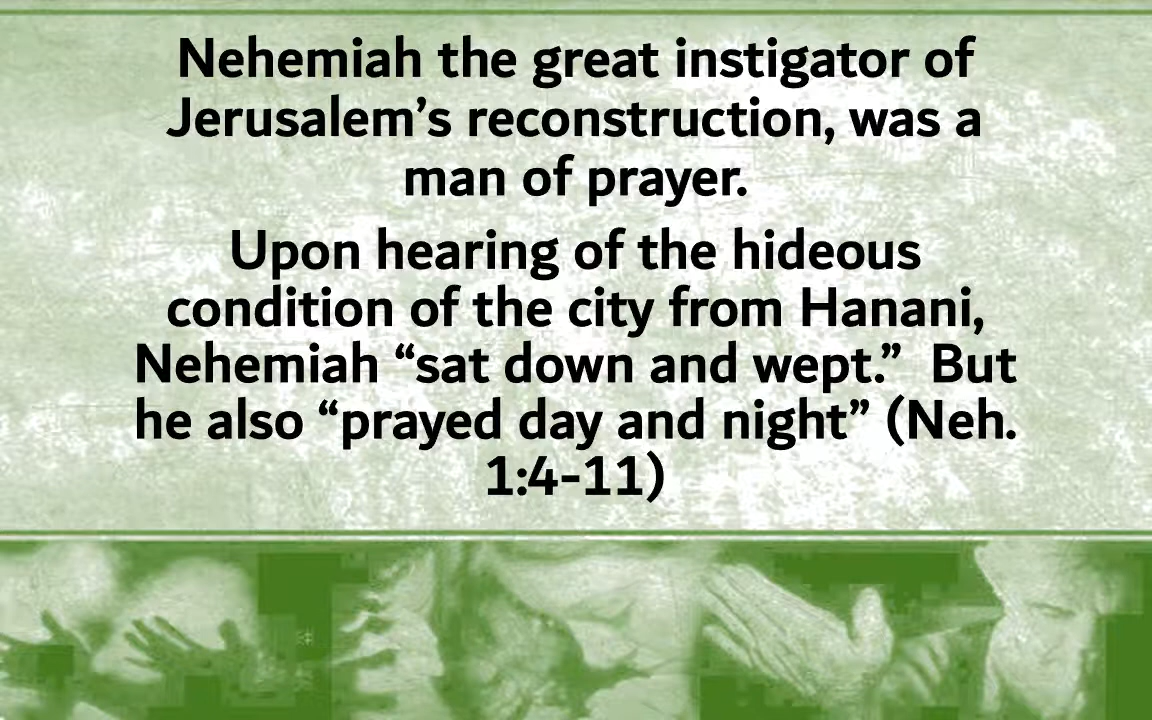 Nehemiah the great instigator of
Jerusalem’s reconstruction, was a
man of prayer.
Upon hearing of the hideous
condition of the city from Hanani,
Nehemiah “sat down and wept.”  But
he also “prayed day and night” (Neh.
1:4-11)